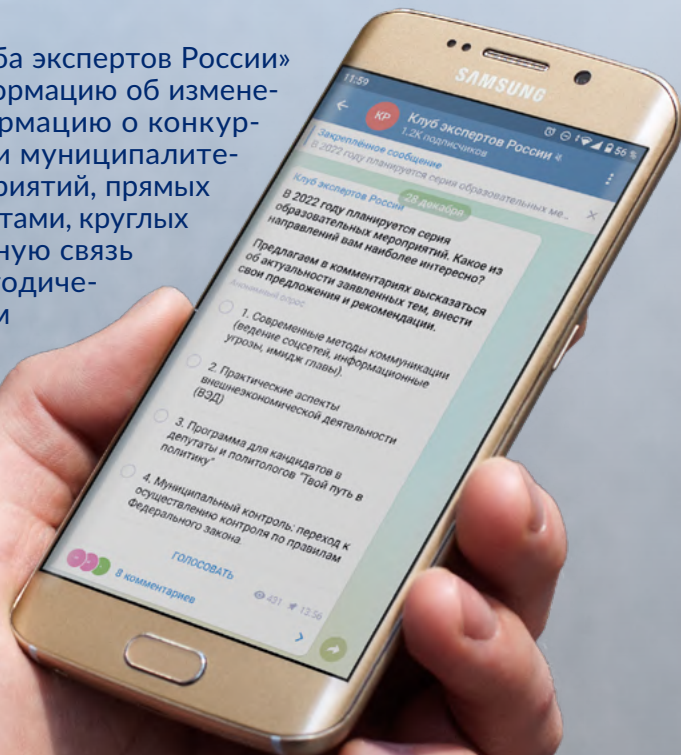 ба экспертов России»
ормацию об измене-
ормацию о конкур-
и муниципалите-
риятий, прямых
тами, круглых
ную связь
тодиче-
м
SAMSUNG
11:59
56 %
КР
Клуб экспертов России
1.2K подписчиков
Закреплённое сообщение
В 2022 году планируется серия образовательных ме...
28 декабря
Клуб экспертов России
В 2022 году планируется серия
образовательных мероприятий. Какое из
направлений вам наиболее интересно?
Предлагаем в комментариях высказаться
об актуальности заявленных тем, внести
свои предложения и рекомендации.
Анонимный опрос
1. Современные методы коммуникации
(ведение соцсетей, информационные
угрозы, имидж главы).
2. Практические аспекты
внешнеэкономической деятельности
(ВЭД)
3. Программа для кандидатов в
депутаты и политологов "Твой путь в
политику"
4. Муниципальный контроль: переход к
осуществлению контроля по правилам
Федерального закона
ГОЛОСОВАТЬ
431
13:56
8 комментариев